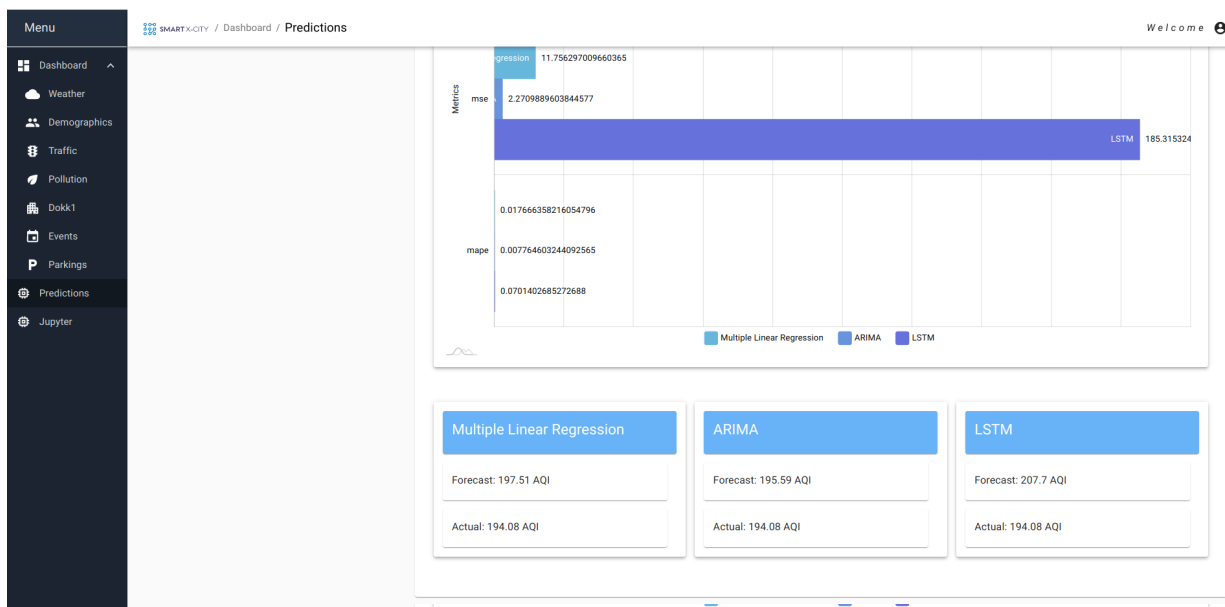 Menu
SMART X-CITY / Dashboard / Predictions
Welcome
Dashboard
Weather
Demographics
Traffic
Pollution
Dokk1
Events
Parkings
Predictions
Jupyter
gression 11.756297009660365
Metrics
mse 2.2709889603844577
LSTM 185.315324
0.017666358216054796
mape 0.007764603244092565
0.0701402685272688
Multiple Linear Regression ARIMA LSTM
Multiple Linear Regression
Forecast: 197.51 AQI
Actual: 194.08 AQI
ARIMA
Forecast: 195.59 AQI
Actual: 194.08 AQI
LSTM
Forecast: 207.7 AQI
Actual: 194.08 AQI